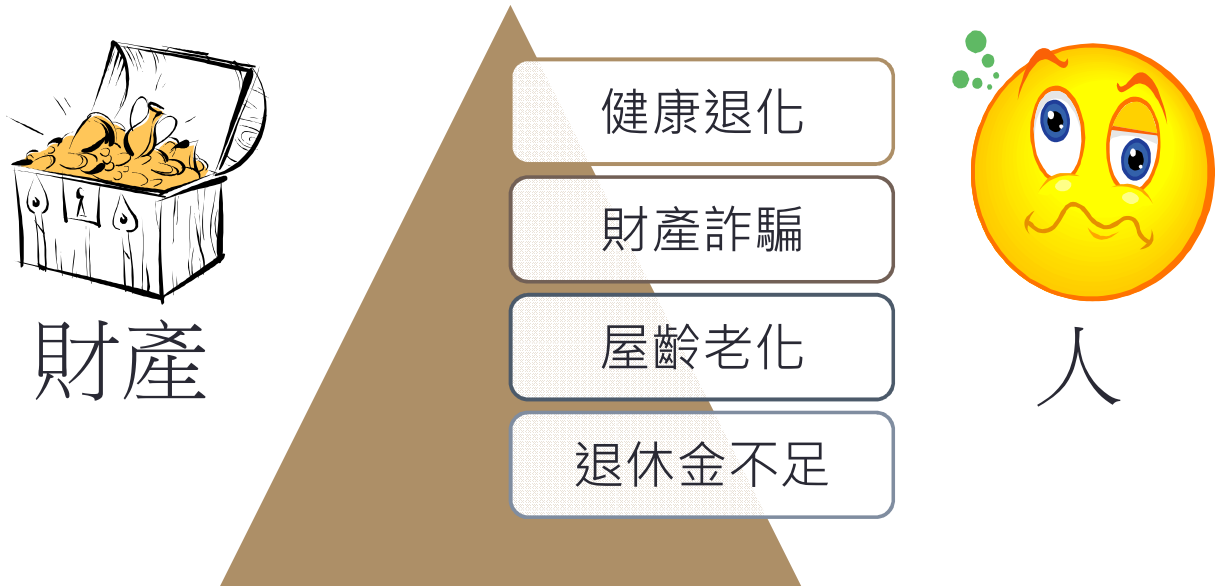 財產
健康退化
財產詐騙
屋齡老化
退休金不足
人